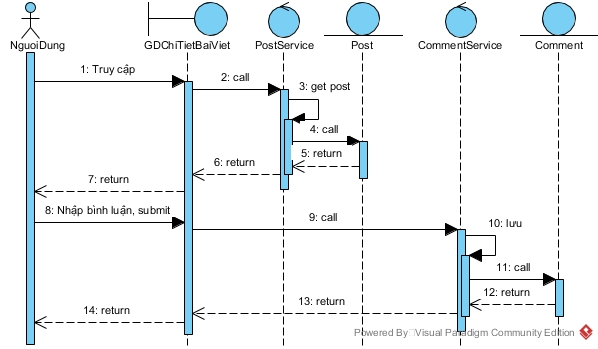 NguoiDung
GDChiTietBaiViet
PostService
Post
CommentService
Comment
1: Truy cập
2: call
3: get post
4: call
5: return
6: return
7: return
8: Nhập bình luận, submit
9: call
10: lưu
11: call
12: return
13: return
14: return
Powered By Visual Paradigm Community Edition